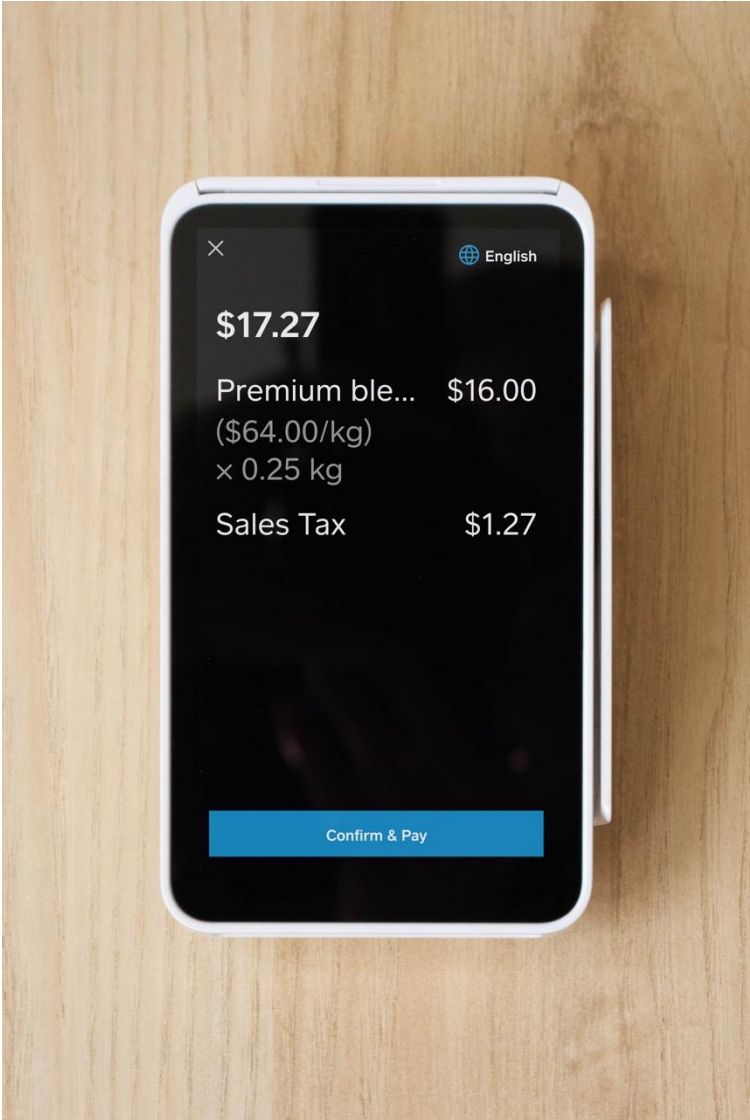 English
$17.27
Premium ble... $16.00
($64.00/kg)
× 0.25 kg
Sales Tax $1.27
Confirm & Pay